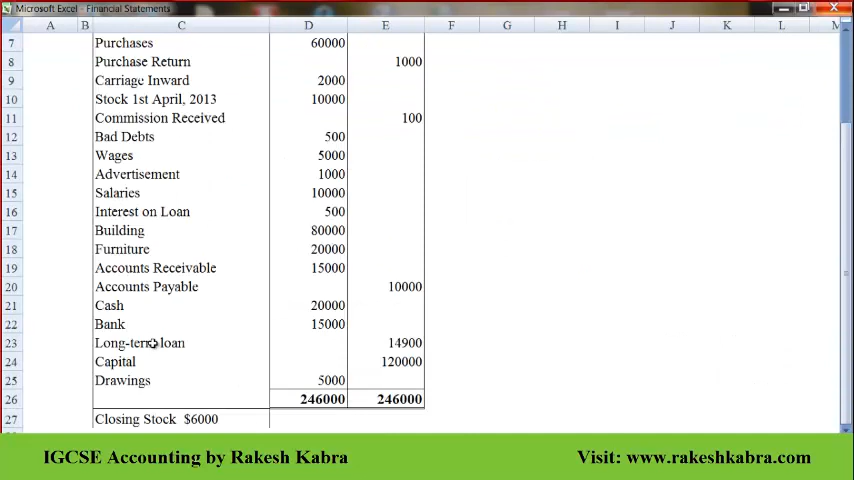 Microsoft Excel - Financial Statements
A B C D E F G H I J K L M
7 Purchases 60000
8 Purchase Return 1000
9 Carriage Inward 2000
10 Stock 1st April, 2013 10000
11 Commission Received 100
12 Bad Debts 500
13 Wages 5000
14 Advertisement 1000
15 Salaries 10000
16 Interest on Loan 500
17 Building 80000
18 Furniture 20000
19 Accounts Receivable 15000
20 Accounts Payable 10000
21 Cash 20000
22 Bank 15000
23 Long-term loan 14900
24 Capital 120000
25 Drawings 5000
26 246000 246000
27 Closing Stock $6000
IGCSE Accounting by Rakesh Kabra
Visit: www.rakeshkabra.com